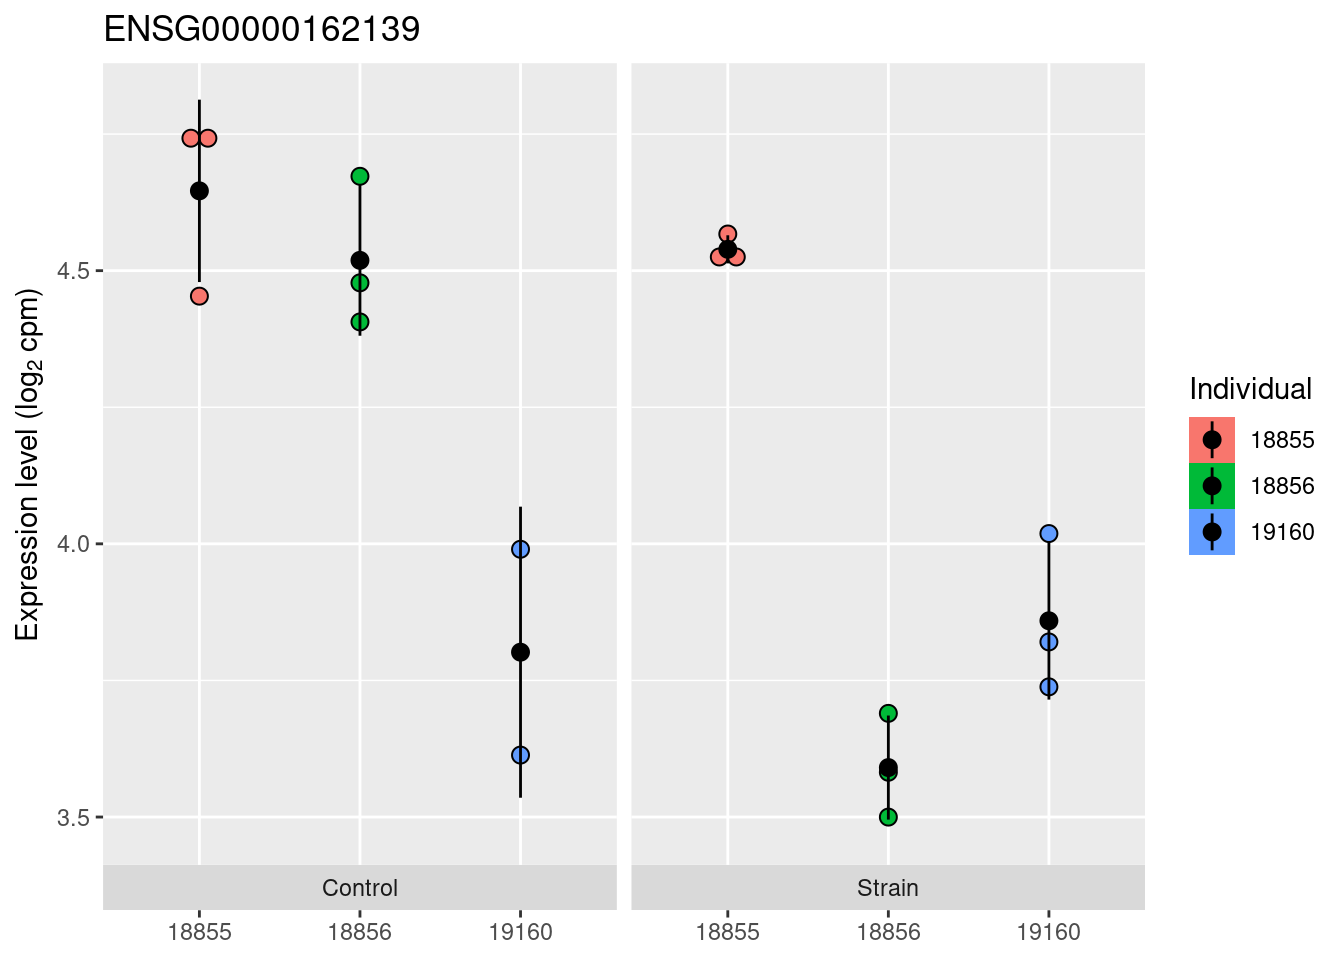 ENSG00000162139
Expression level (log₂ cpm)
4.5
4.0
3.5
Control
Strain
18855
18856
19160
18855
18856
19160
Individual
18855
18856
19160